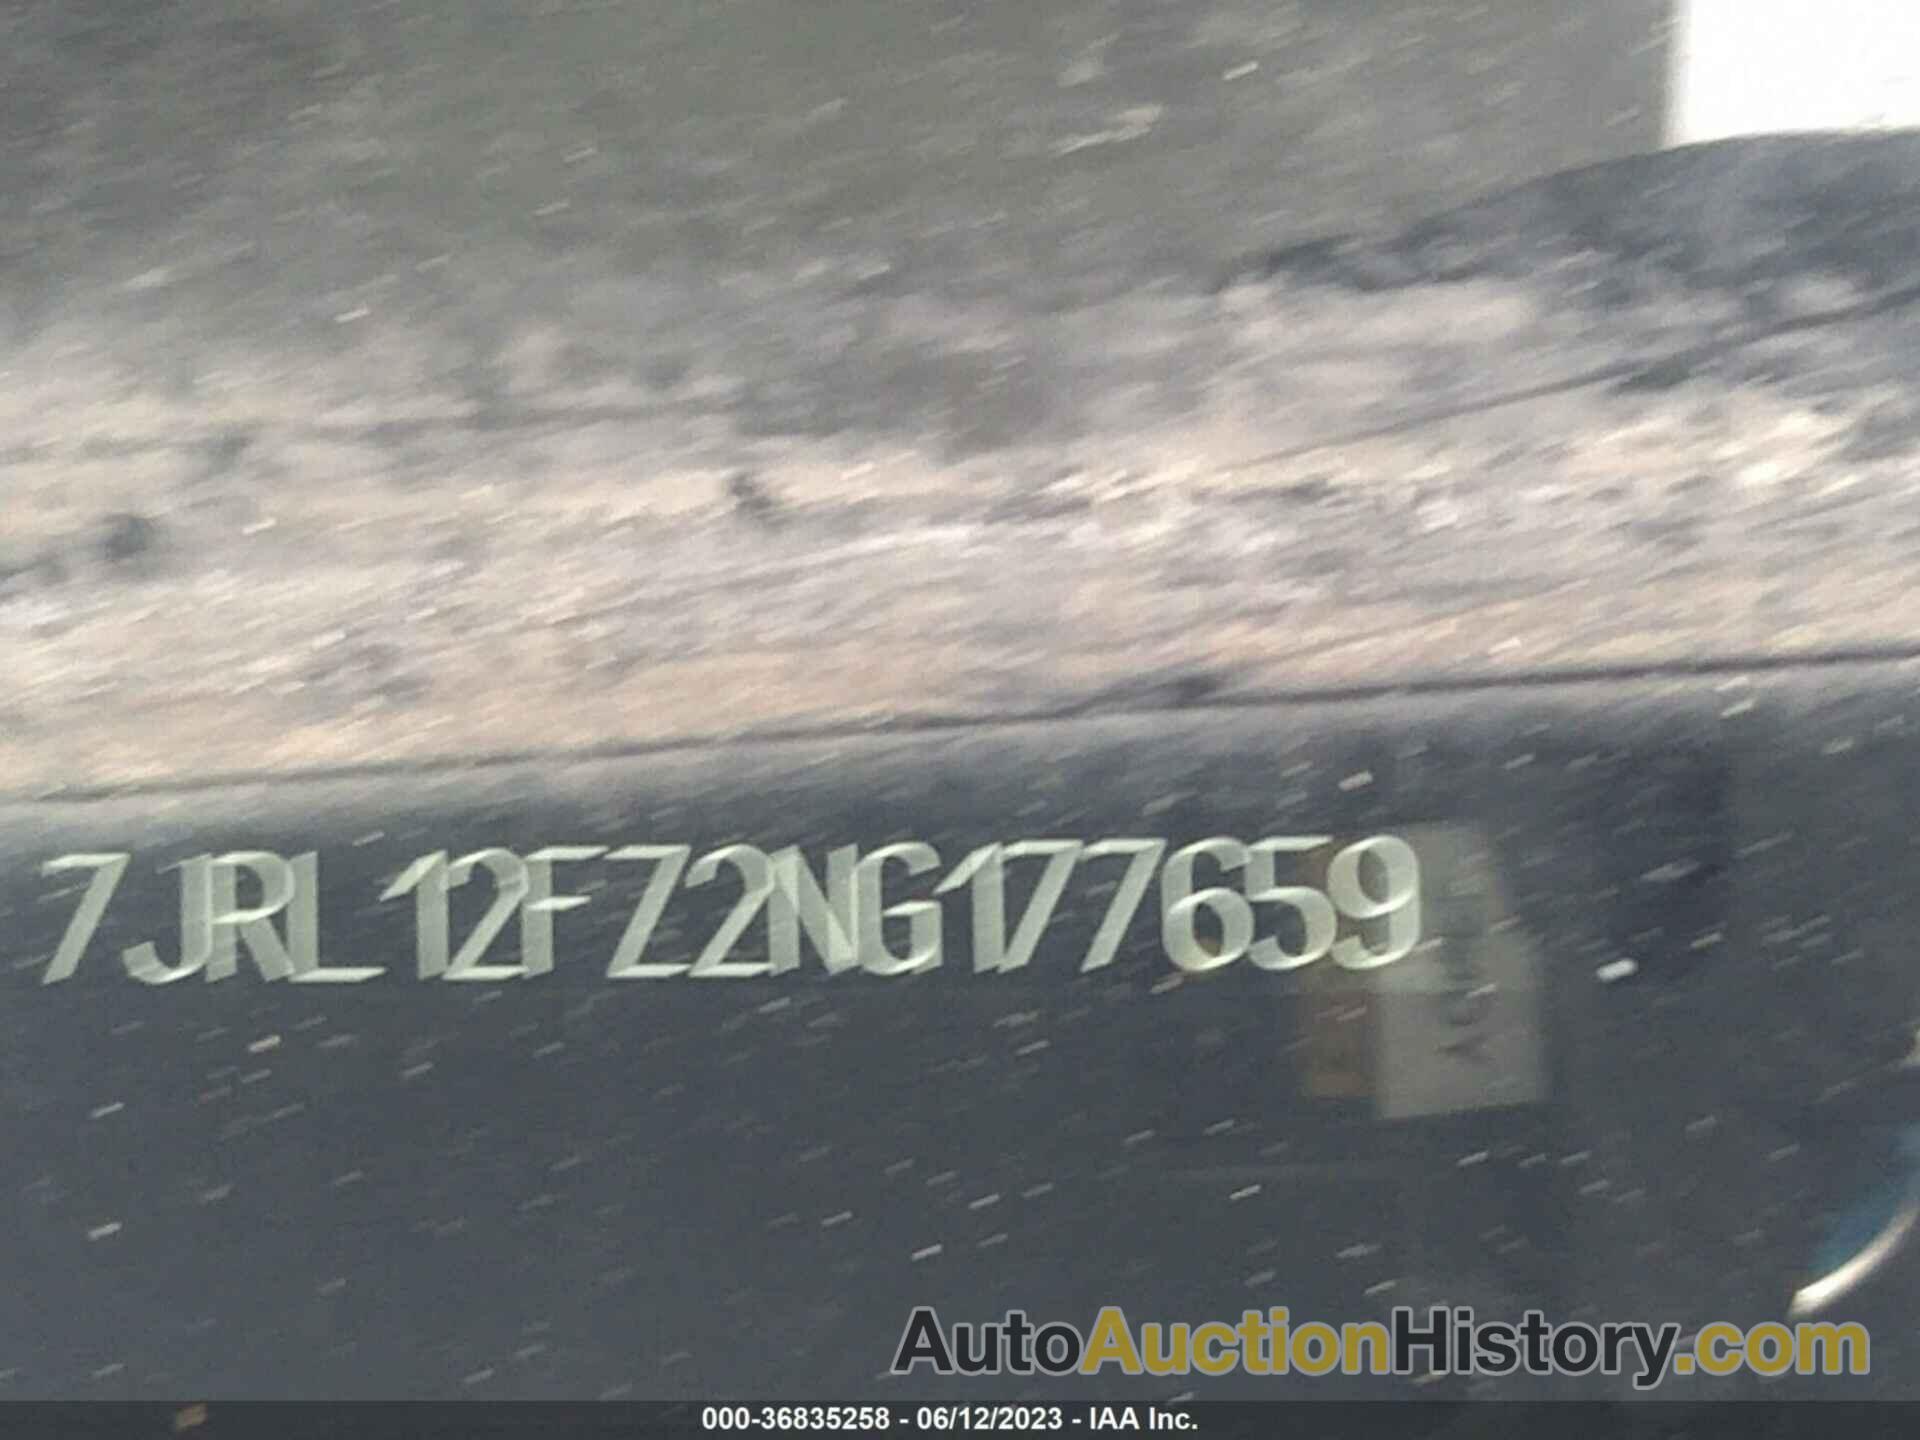 7JRL12FZ2NG177659
AutoAuctionHistory.com
000-36835258 - 06/12/2023 - IAA Inc.